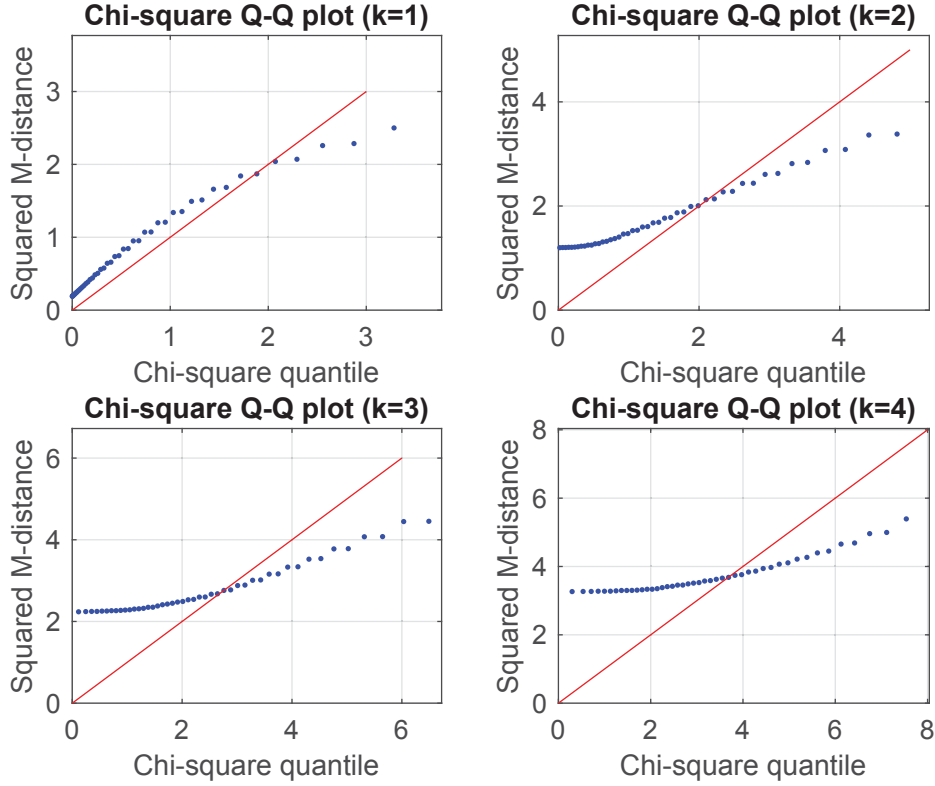 Chi-square Q-Q plot (k=1)
Squared M-distance
3
2
1
0
0 1 2 3
Chi-square quantile
Chi-square Q-Q plot (k=2)
Squared M-distance
4
2
0
0 2 4
Chi-square quantile
Chi-square Q-Q plot (k=3)
Squared M-distance
6
4
2
0
0 2 4 6
Chi-square quantile
Chi-square Q-Q plot (k=4)
Squared M-distance
8
6
4
2
0
0 2 4 6 8
Chi-square quantile